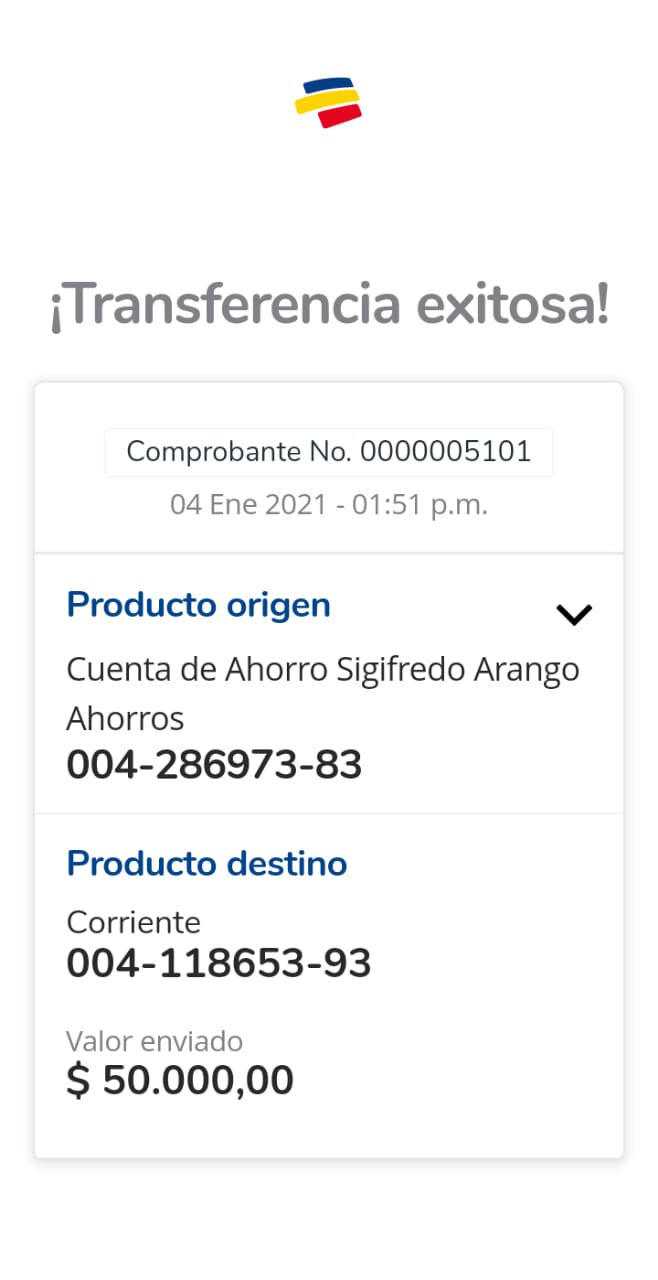 ¡Transferencia exitosa!
Comprobante No. 0000005101
04 Ene 2021 - 01:51 p.m.
Producto origen
Cuenta de Ahorro Sigifredo Arango
Ahorros
004-286973-83
Producto destino
Corriente
004-118653-93
Valor enviado
$ 50.000,00